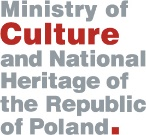 Ministry of
Culture
and National
Heritage of
the Republic
of Poland.